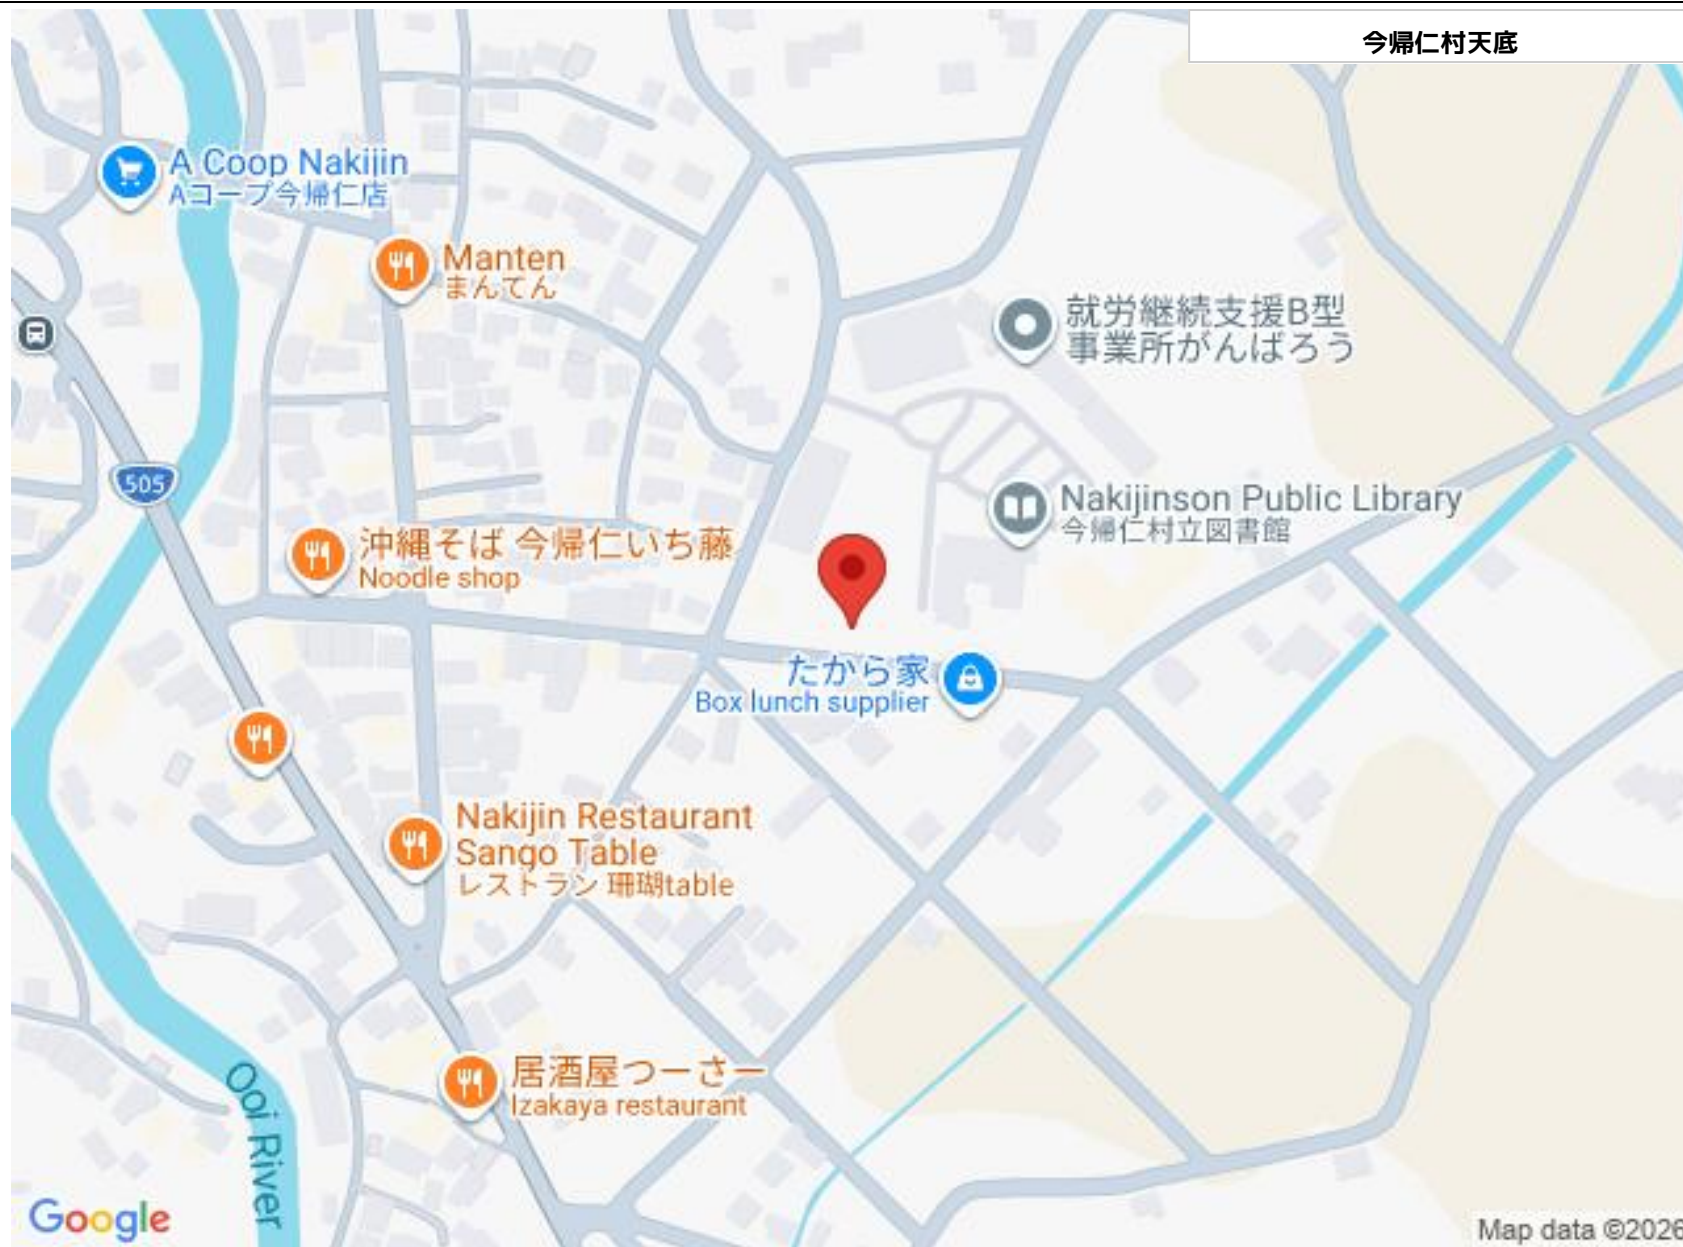 今帰仁村天底
A Coop Nakijin
Aコープ今帰仁店
Manten
まんてん
就労継続支援B型
事業所がんばろう
505
Nakijinson Public Library
今帰仁村立図書館
沖縄そば 今帰仁いち藤
Noodle shop
たから家
Box lunch supplier
Nakijin Restaurant
Sango Table
レストラン 珊瑚table
居酒屋つーさー
Izakaya restaurant
Ooi River
Google
Map data ©2026